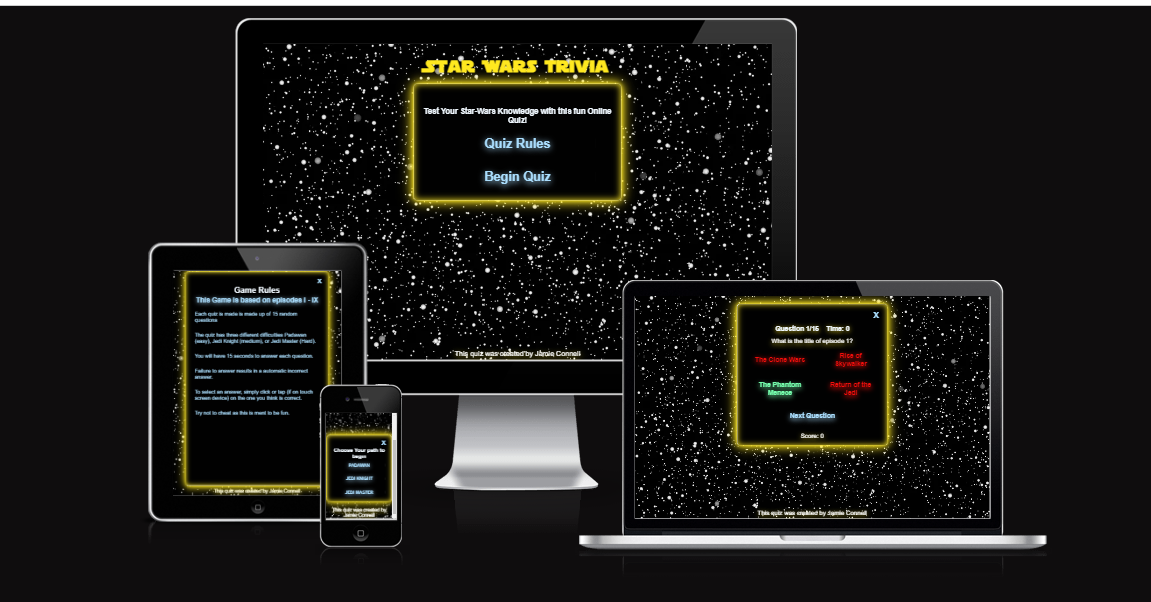 STAR WARS TRIVIA
Test Your Star-Wars Knowledge with this fun Online
Quiz!
Quiz Rules
Begin Quiz
This quiz was created by Jamie Connell
X
Game Rules
This Game is based on episodes I - IX
Each quiz is made is made up of 15 random
questions
The quiz has three different difficulties Padawan
(easy), Jedi Knight (medium), or Jedi Master (Hard).
You will have 15 seconds to answer each question.
Failure to answer results in a automatic incorrect
answer.
To select an answer, simply click or tap (if on touch
screen device) on the one you think is correct.
Try not to cheat as this is ment to be fun.
This quiz was created by Jamie Connell
X
Choose Your path to
begin
PADAWAN
JEDI KNIGHT
JEDI MASTER
This quiz was created by
Jamie Connell
X
Question 1/15 Time: 0
What is the title of episode 1?
The Clone Wars
Rise of
Skywalker
The Phantom
Menace
Return of the
Jedi
Next Question
Score: 0
This quiz was created by Jamie Connell